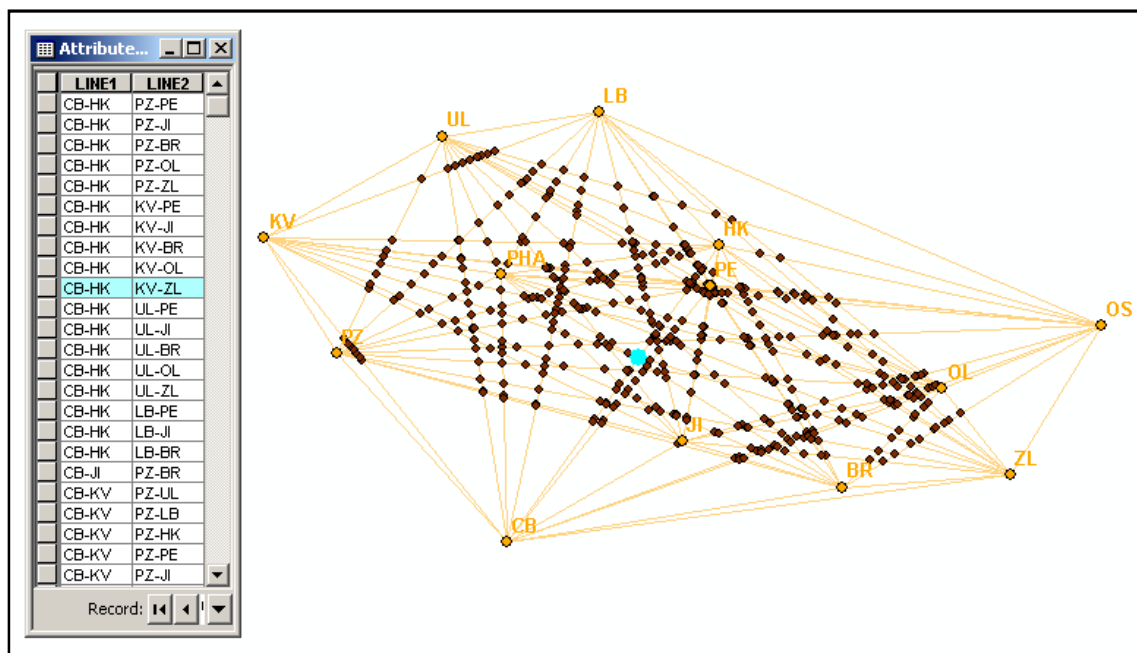 Attribute...
LINE1 LINE2
CB-HK PZ-PE
CB-HK PZ-JI
CB-HK PZ-BR
CB-HK PZ-OL
CB-HK PZ-ZL
CB-HK KV-PE
CB-HK KV-JI
CB-HK KV-BR
CB-HK KV-OL
CB-HK KV-ZL
CB-HK UL-PE
CB-HK UL-JI
CB-HK UL-BR
CB-HK UL-OL
CB-HK UL-ZL
CB-HK LB-PE
CB-HK LB-JI
CB-HK LB-BR
CB-JI PZ-BR
CB-KV PZ-UL
CB-KV PZ-LB
CB-KV PZ-HK
CB-KV PZ-PE
CB-KV PZ-JI
Record:
LB
UL
KV
HK
PHA
PE
OS
PZ
OL
JI
BR
ZL
CB